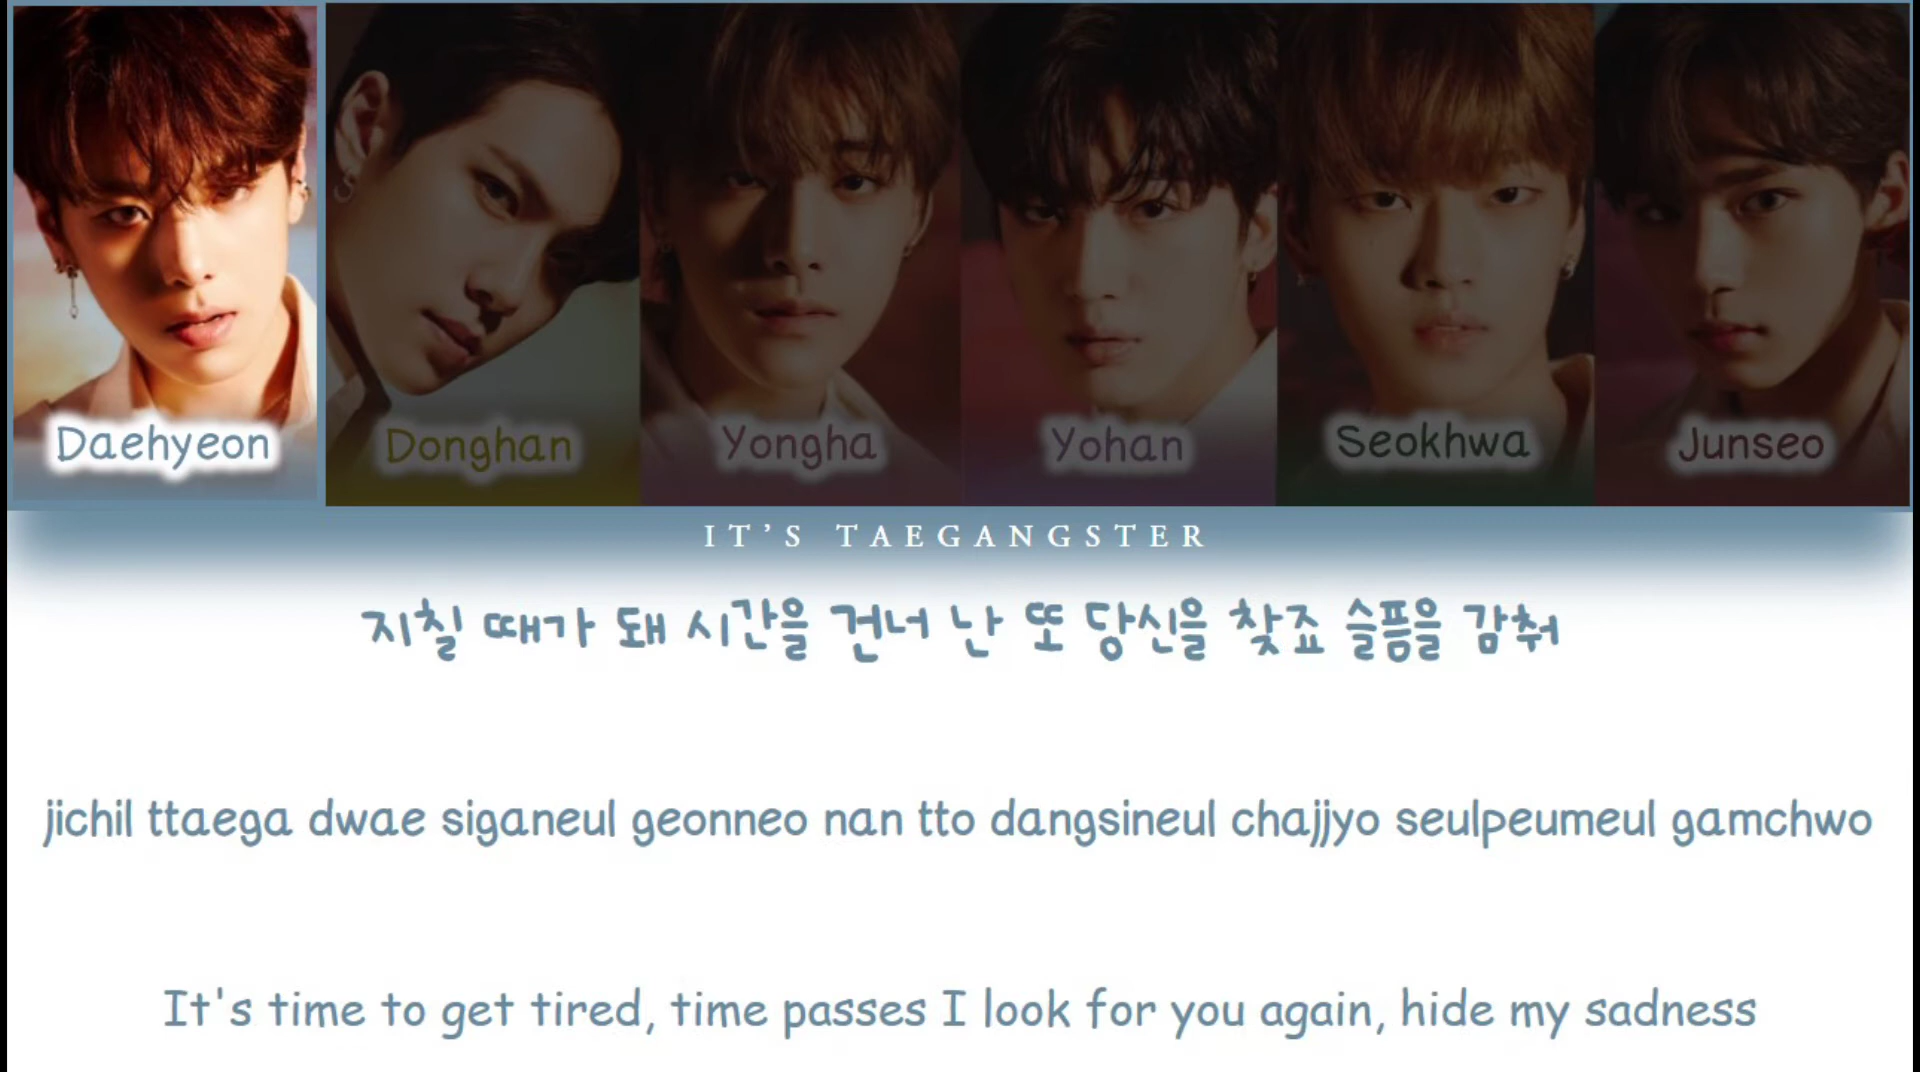 Daehyeon Donghan Yongha Yohan Seokhwa Junseo
IT'S TAEGANGSTER
지칠 때가 돼 시간을 건너 난 또 당신을 찾죠 슬픔을 감춰
jichil ttaega dwae siganeul geonneo nan tto dangsineul chajjyo seulpeumeul gamchwo
It's time to get tired, time passes I look for you again, hide my sadness